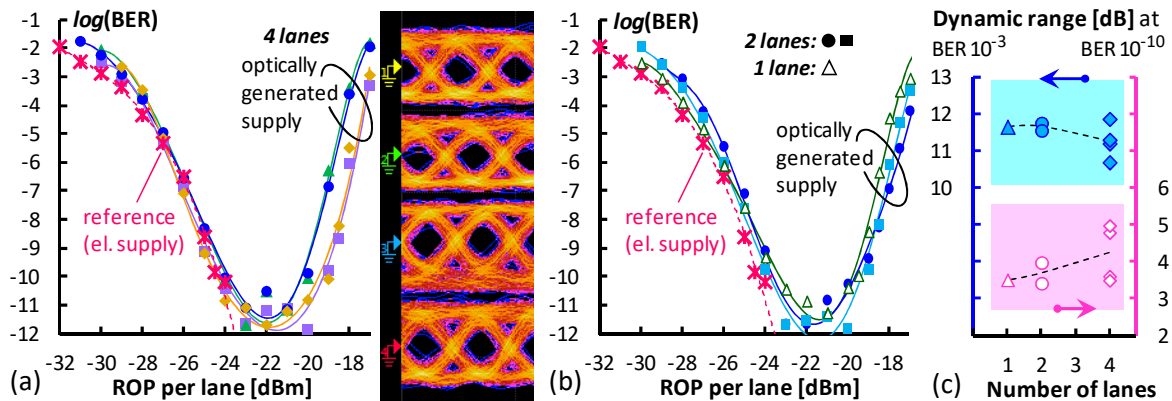 log(BER)
4 lanes
optically
generated
supply
reference
(el. supply)
-1
-2
-3
-4
-5
-6
-7
-8
-9
-10
-11
-12
-32 -30 -28 -26 -24 -22 -20 -18
(a)
ROP per lane [dBm]
1
2
3
4
log(BER)
2 lanes:
1 lane:
optically
generated
supply
reference
(el. supply)
-1
-2
-3
-4
-5
-6
-7
-8
-9
-10
-11
-12
-32 -30 -28 -26 -24 -22 -20 -18
(b)
ROP per lane [dBm]
Dynamic range [dB] at
BER 10-3 BER 10-10
13
12
11
10
6
5
4
3
2
1 2 3 4
(c)
Number of lanes